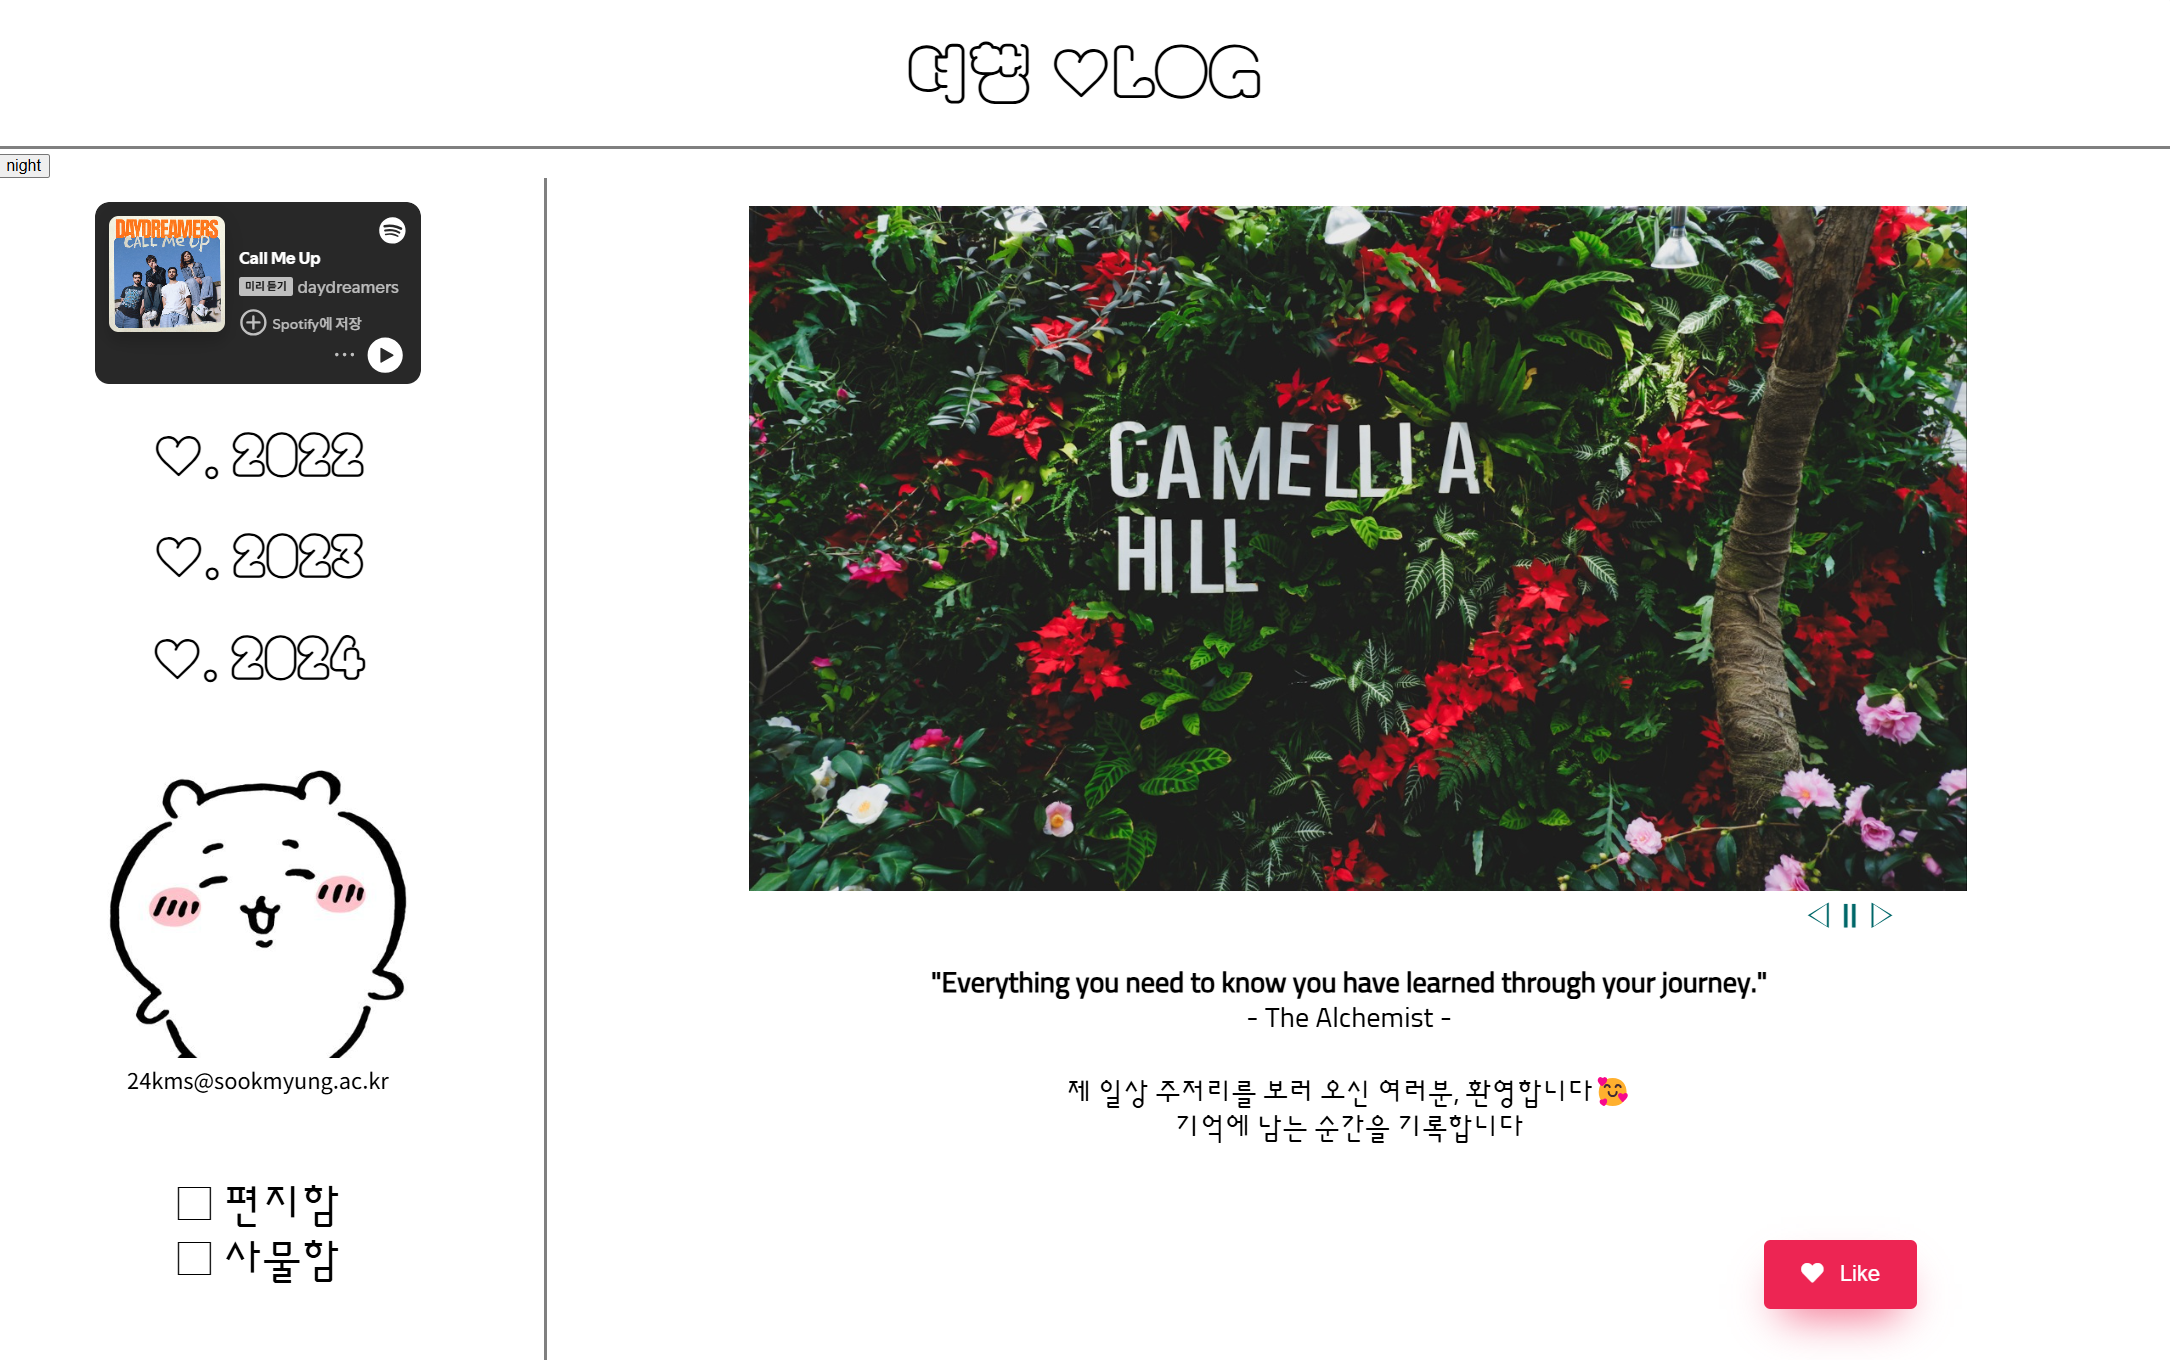 여행 ♡LOG
night
DAYDREAMERS
CALL Me UP
Call Me Up
미리 듣기 daydreamers
Spotify에 저장
♡. 2022
♡. 2023
♡. 2024
24kms@sookmyung.ac.kr
□ 편지함
□ 사물함
CAMELLIA
HILL
"Everything you need to know you have learned through your journey."
- The Alchemist -
제 일상 주저리를 보러 오신 여러분, 환영합니다🥰
기억에 남는 순간을 기록합니다
Like